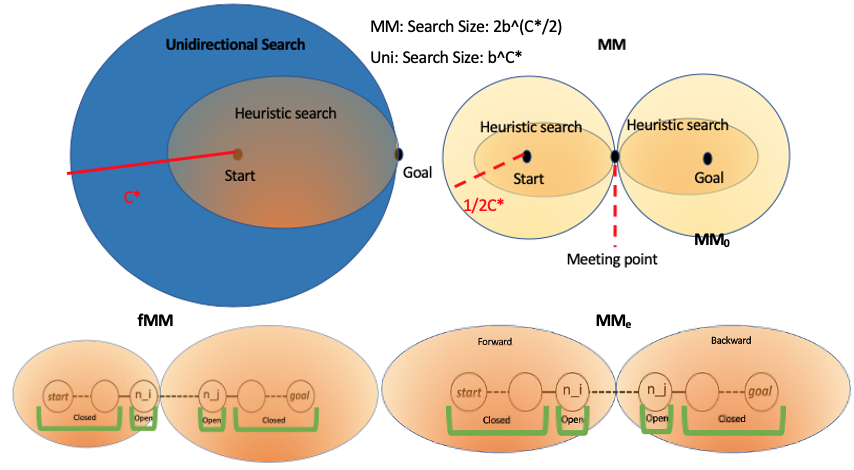 Unidirectional Search
MM: Search Size: 2b^(C*/2)
Uni: Search Size: b^C*
MM
Heuristic search
Start
Goal
C*
Heuristic search
Heuristic search
Start
Goal
1/2C*
MM₀
Meeting point
fMM
start
n_i
n_j
goal
Closed
Open
Open
Closed
MMₑ
Forward
Backward
start
n_i
n_j
goal
Closed
Open
Open
Closed